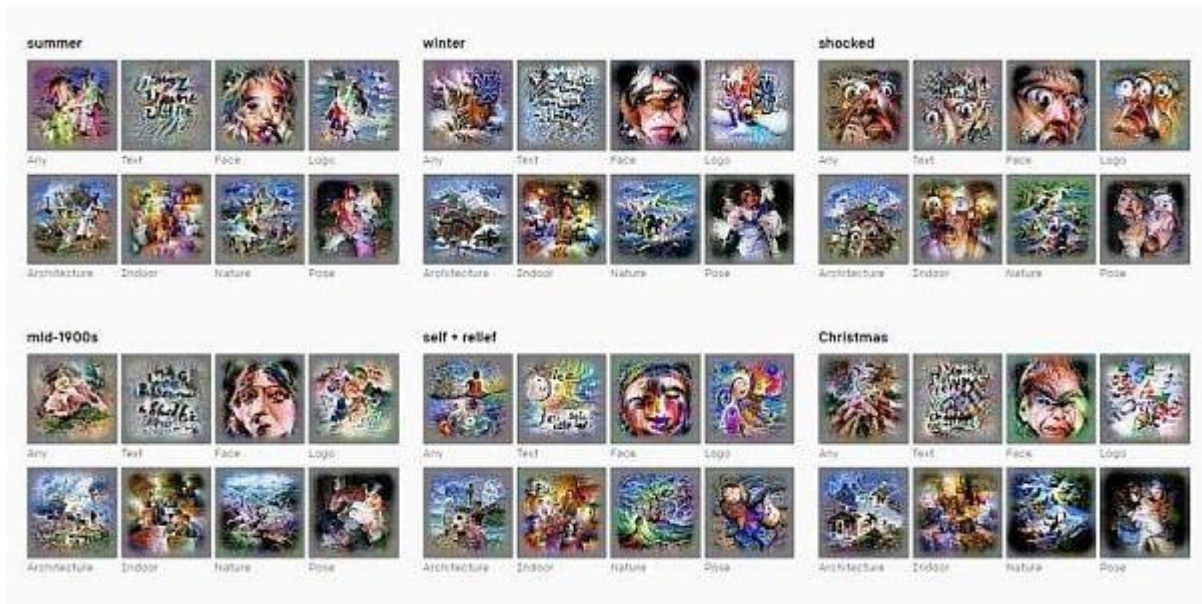 summer
winter
shocked
Any Text Face Logo
Any Text Face Logo
Any Text Face Logo
Architecture Indoor Nature Pose
Architecture Indoor Nature Pose
Architecture Indoor Nature Pose
mid-1900s
self + relief
Christmas
Any Text Face Logo
Any Text Face Logo
Any Text Face Logo
Architecture Indoor Nature Pose
Architecture Indoor Nature Pose
Architecture Indoor Nature Pose